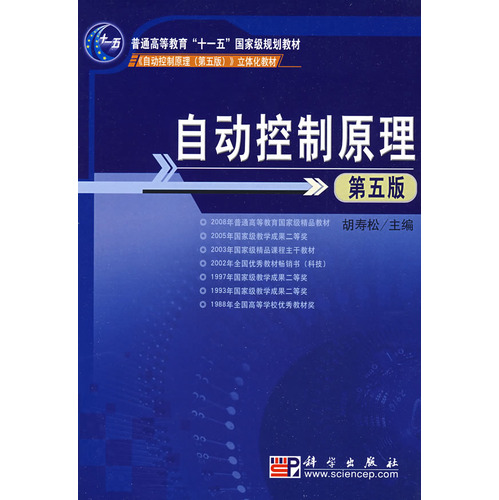 十一五
普通高等教育“十一五”国家级规划教材
《自动控制原理（第五版）》立体化教材
自动控制原理
第五版
胡寿松／主编
2008年普通高等教育国家级精品教材
2005年国家级教学成果二等奖
2003年国家级精品课程主干教材
2002年全国优秀教材畅销书（科技）
1997年国家级教学成果二等奖
1993年国家级教学成果二等奖
1988年全国高等学校优秀教材奖
科学出版社
www.sciencep.com